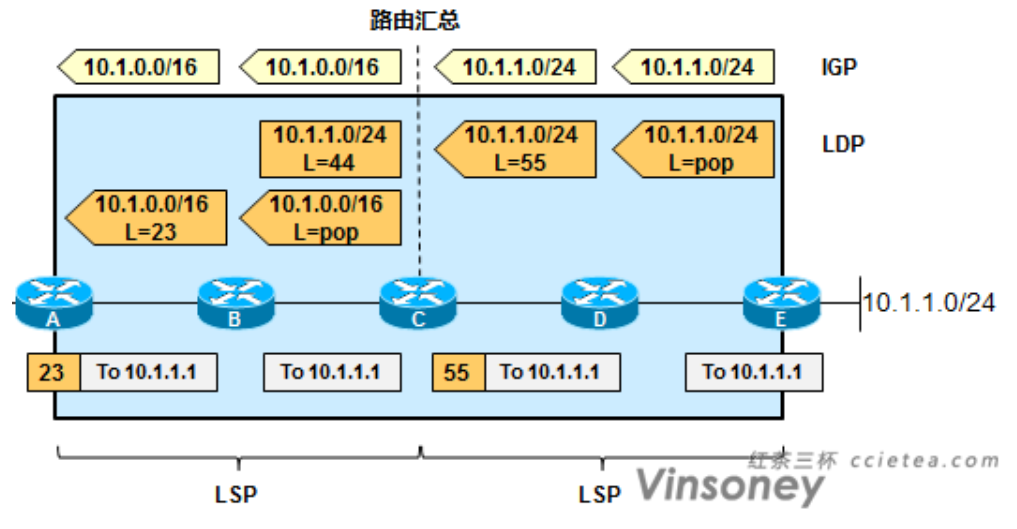 路由汇总
10.1.0.0/16 10.1.0.0/16 10.1.1.0/24 10.1.1.0/24 IGP
10.1.1.0/24 10.1.1.0/24 10.1.1.0/24 LDP
L=44 L=55 L=pop
10.1.0.0/16 10.1.0.0/16
L=23 L=pop
A B C D E 10.1.1.0/24
23 To 10.1.1.1 To 10.1.1.1 55 To 10.1.1.1 To 10.1.1.1
LSP LSP
红茶三杯 ccietea.com
Vinsoney